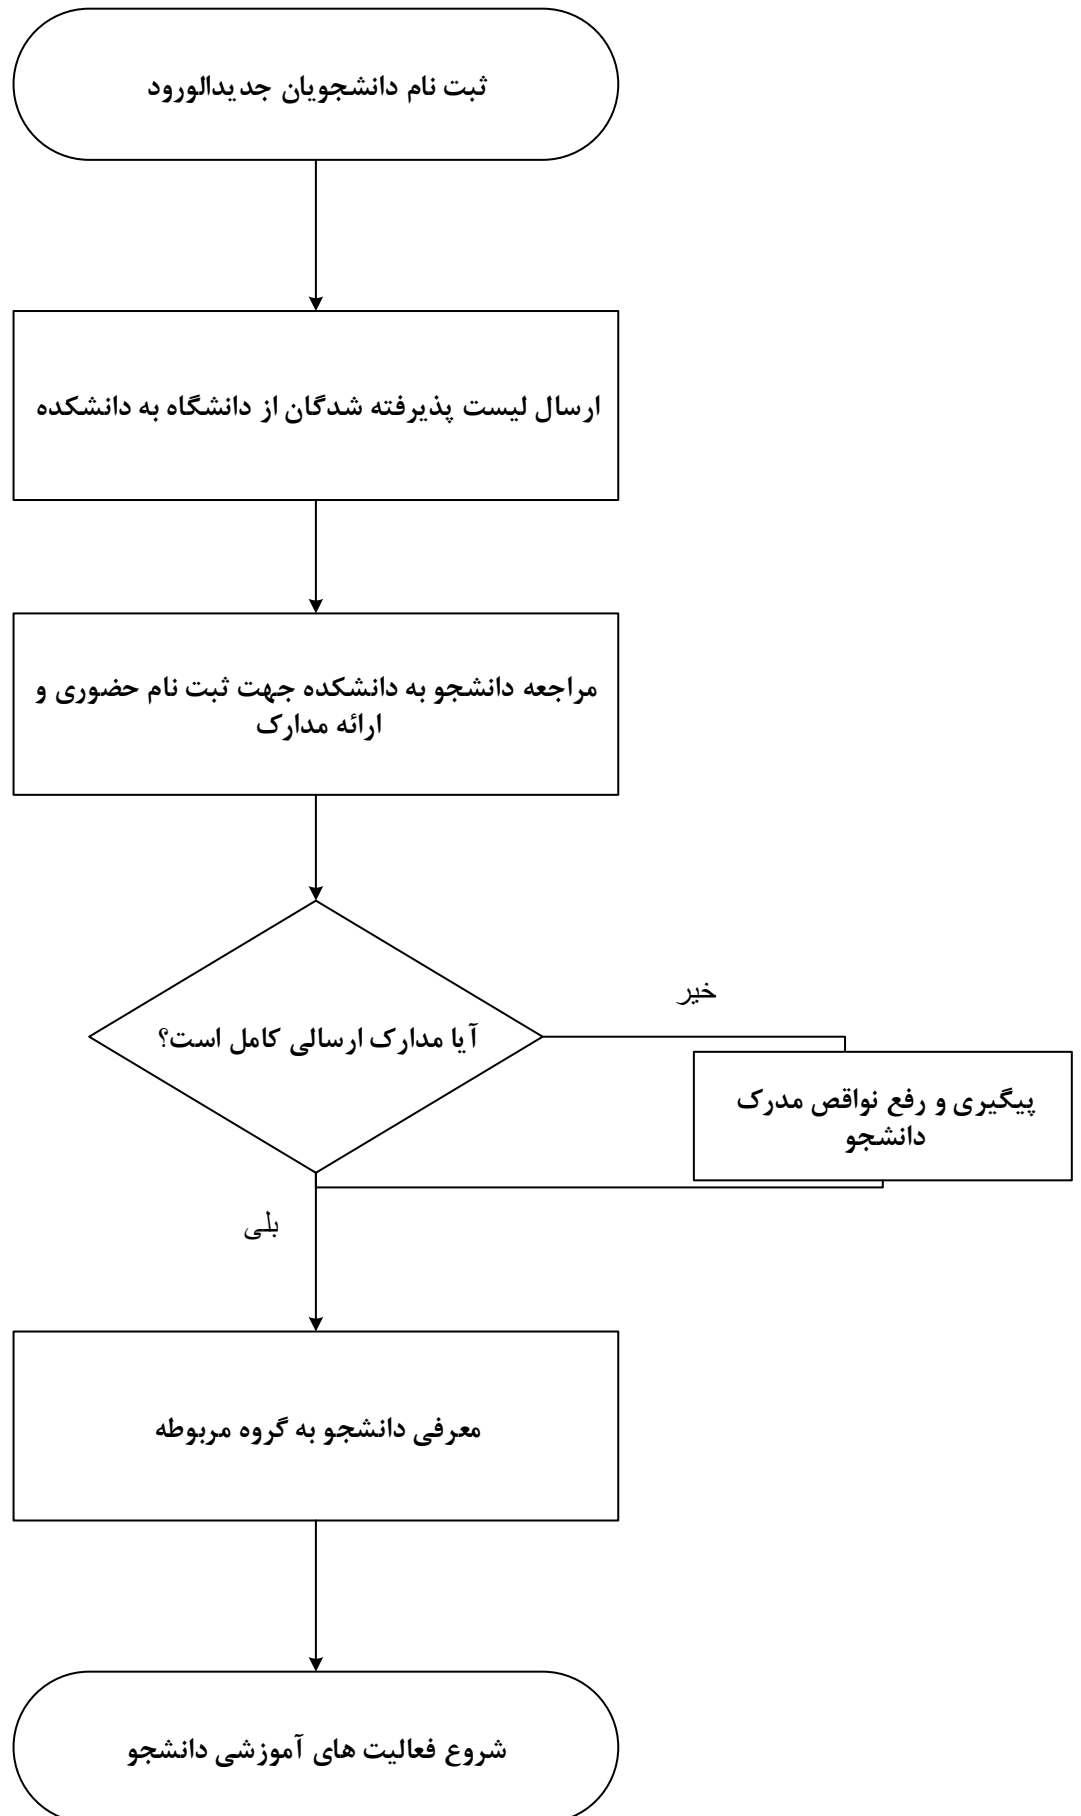 ثبت نام دانشجویان جدیدالورود
ارسال لیست پذیرفته شدگان از دانشگاه به دانشکده
مراجعه دانشجو به دانشکده جهت ثبت نام حضوری و
ارائه مدارک
آیا مدارک ارسالی کامل است؟
خیر
پیگیری و رفع نواقص مدرک
دانشجو
بلی
معرفی دانشجو به گروه مربوطه
شروع فعالیت های آموزشی دانشجو